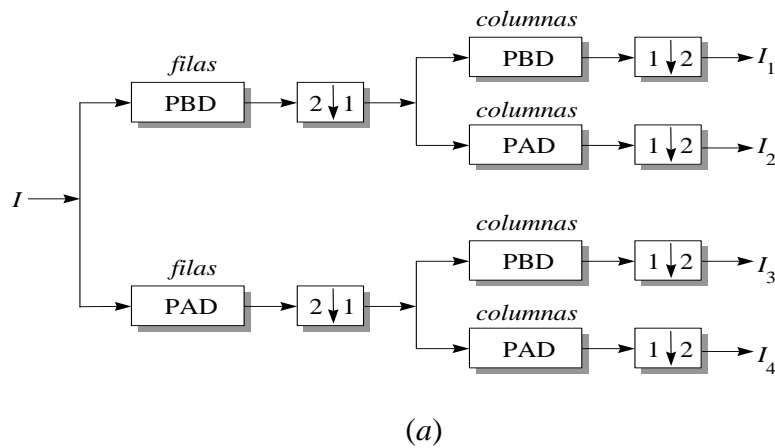 columnas
filas
PBD
1↓2
I1
PBD
2↓1
columnas
PAD
1↓2
I2
I
columnas
filas
PBD
1↓2
I3
PAD
2↓1
columnas
PAD
1↓2
I4
(a)